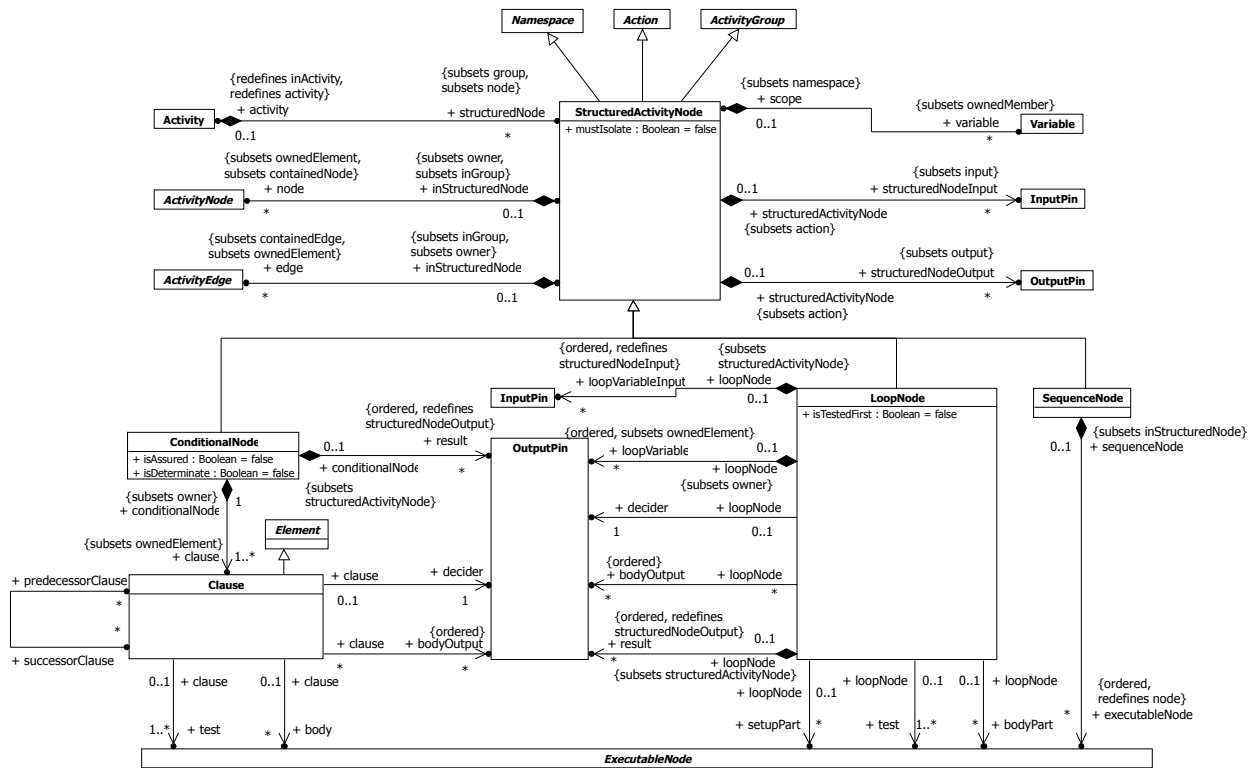 Namespace
Action
ActivityGroup
{redefines inActivity,
redefines activity}
+ activity
0..1
Activity
{subsets group,
subsets node}
+ structuredNode
*
StructuredActivityNode
+ mustIsolate : Boolean = false
{subsets namespace}
+ scope
0..1
{subsets ownedMember}
+ variable
*
Variable
{subsets ownedElement,
subsets containedNode}
+ node
*
ActivityNode
{subsets owner,
subsets inGroup}
+ inStructuredNode
0..1
0..1
+ structuredActivityNode
{subsets action}
{subsets input}
+ structuredNodeInput
*
InputPin
{subsets containedEdge,
subsets ownedElement}
+ edge
*
ActivityEdge
{subsets inGroup,
subsets owner}
+ inStructuredNode
0..1
0..1
+ structuredActivityNode
{subsets action}
{subsets output}
+ structuredNodeOutput
*
OutputPin
{ordered, redefines
structuredNodeInput}
+ loopVariableInput
*
InputPin
{subsets
structuredActivityNode}
+ loopNode
0..1
LoopNode
+ isTestedFirst : Boolean = false
SequenceNode
{subsets inStructuredNode}
0..1
+ sequenceNode
ConditionalNode
+ isAssured : Boolean = false
+ isDeterminate : Boolean = false
{ordered, redefines
structuredNodeOutput}
+ result
*
0..1
+ conditionalNode
{subsets
structuredActivityNode}
OutputPin
{ordered, subsets ownedElement}
+ loopVariable
*
0..1
+ loopNode
{subsets owner}
{subsets owner}
+ conditionalNode
1
{subsets ownedElement}
+ clause
1..*
Element
+ decider
1
+ loopNode
0..1
{ordered}
+ bodyOutput
*
+ loopNode
*
+ predecessorClause
*
*
+ successorClause
Clause
+ clause
0..1
+ decider
1
+ clause
*
{ordered}
+ bodyOutput
*
{ordered, redefines
structuredNodeOutput}
+ result
*
0..1
+ loopNode
{subsets structuredActivityNode}
0..1
+ clause
1..*
+ test
0..1
+ clause
*
+ body
+ loopNode
0..1
+ setupPart
*
+ loopNode
0..1
+ test
1..*
0..1
+ loopNode
*
+ bodyPart
{ordered,
redefines node}
*
+ executableNode
ExecutableNode